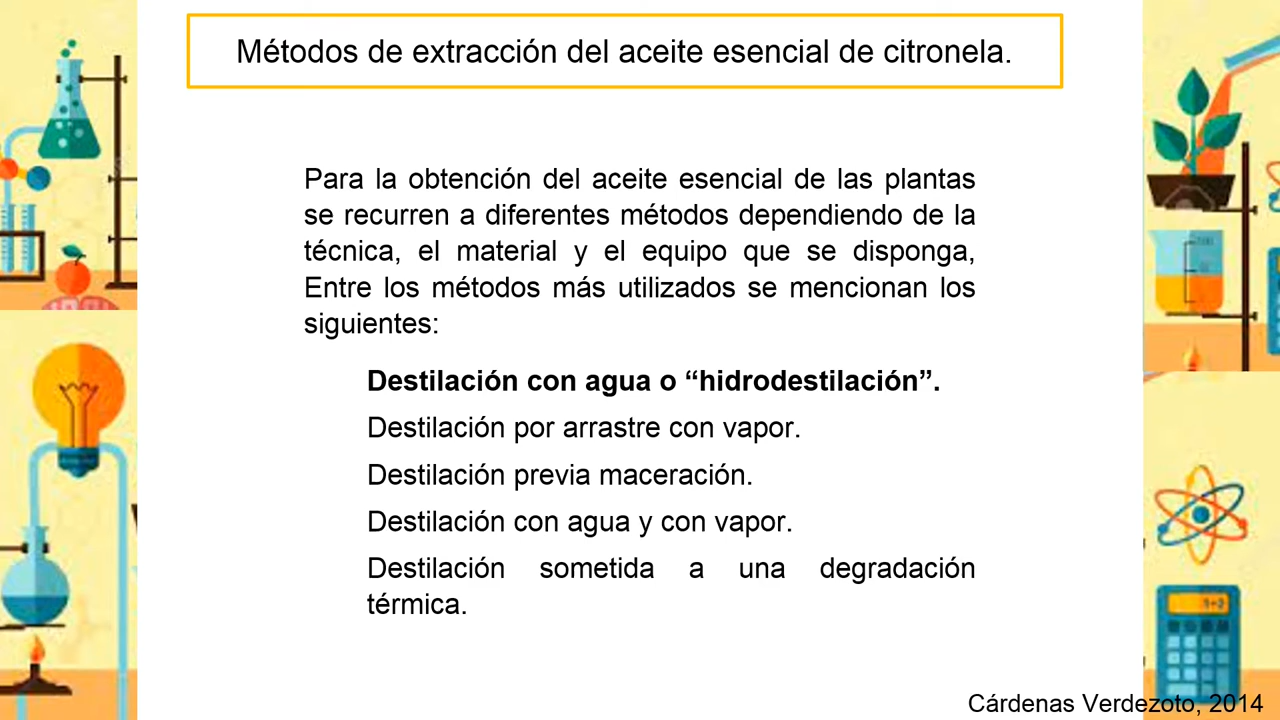 Métodos de extracción del aceite esencial de citronela.
Para la obtención del aceite esencial de las plantas
se recurren a diferentes métodos dependiendo de la
técnica, el material y el equipo que se disponga,
Entre los métodos más utilizados se mencionan los
siguientes:
Destilación con agua o “hidrodestilación”.
Destilación por arrastre con vapor.
Destilación previa maceración.
Destilación con agua y con vapor.
Destilación sometida a una degradación
térmica.
Cárdenas Verdezoto, 2014